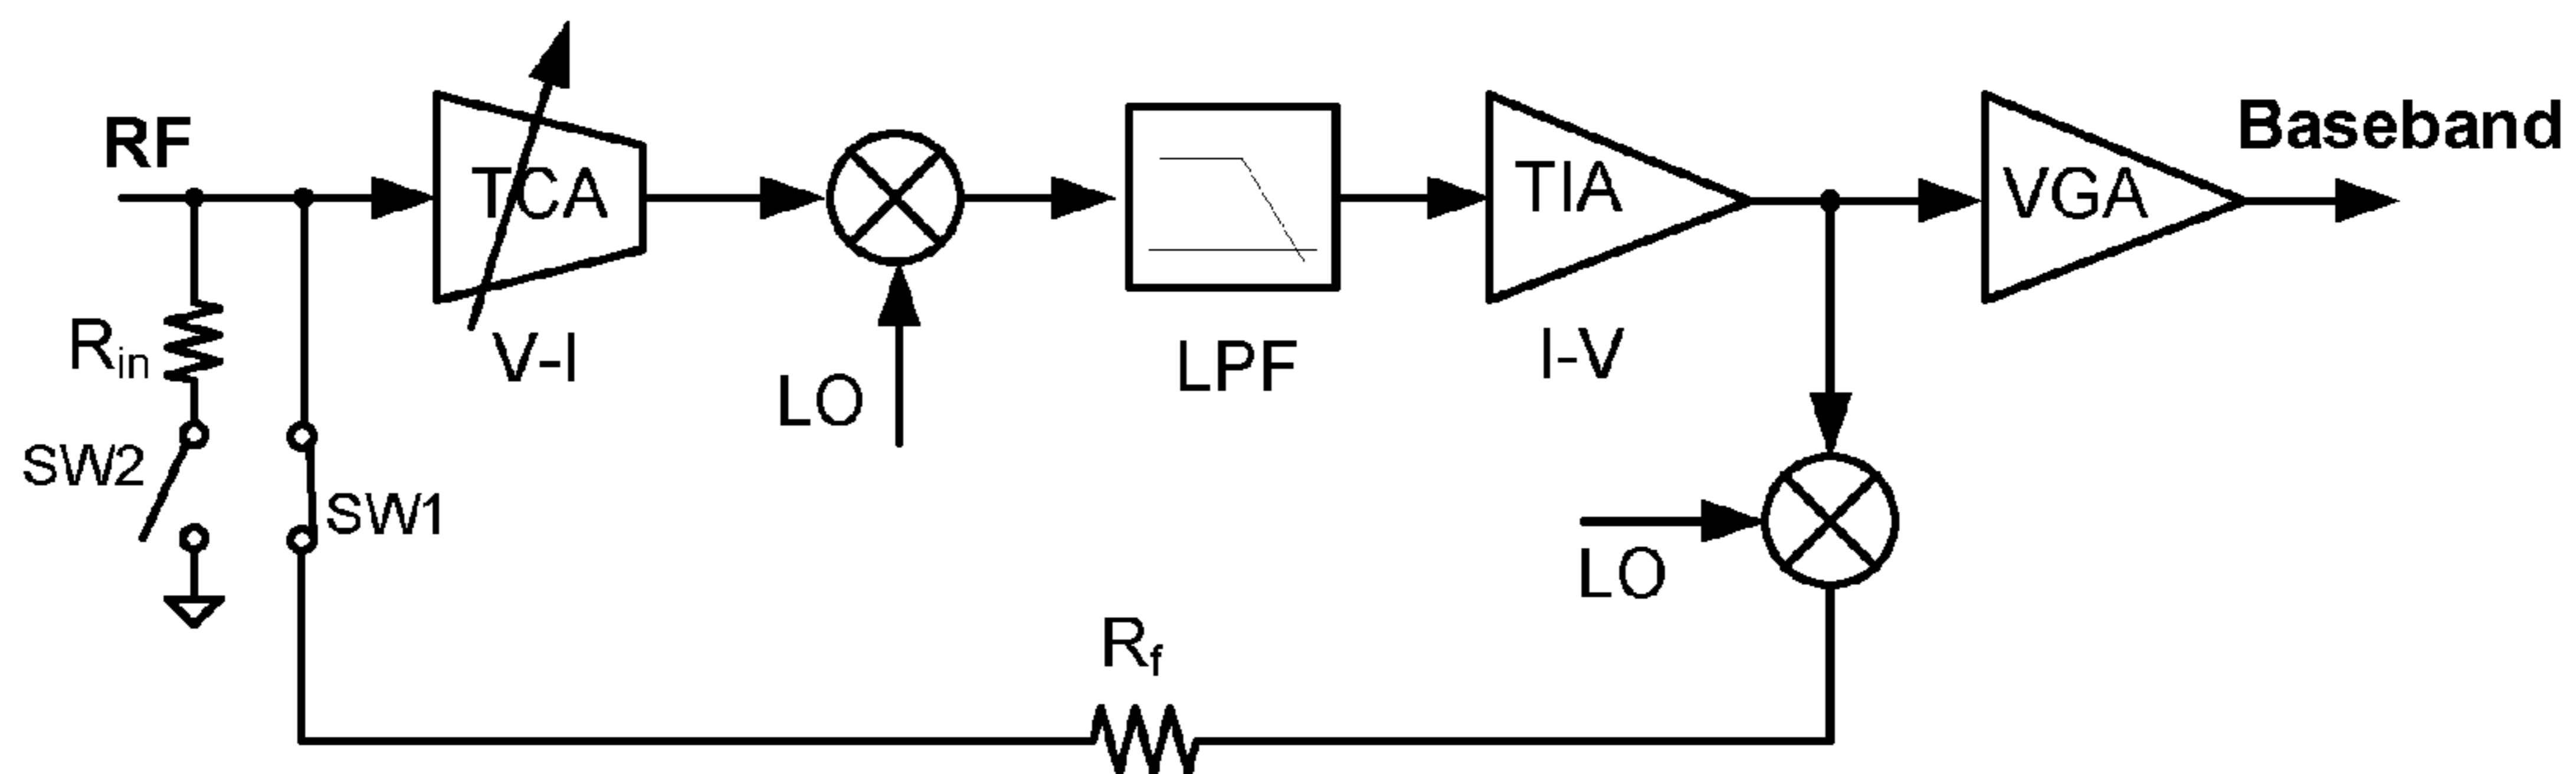 RF
TCA
V-I
LO
LPF
TIA
I-V
VGA
Baseband
Rin
SW2
SW1
LO
Rf